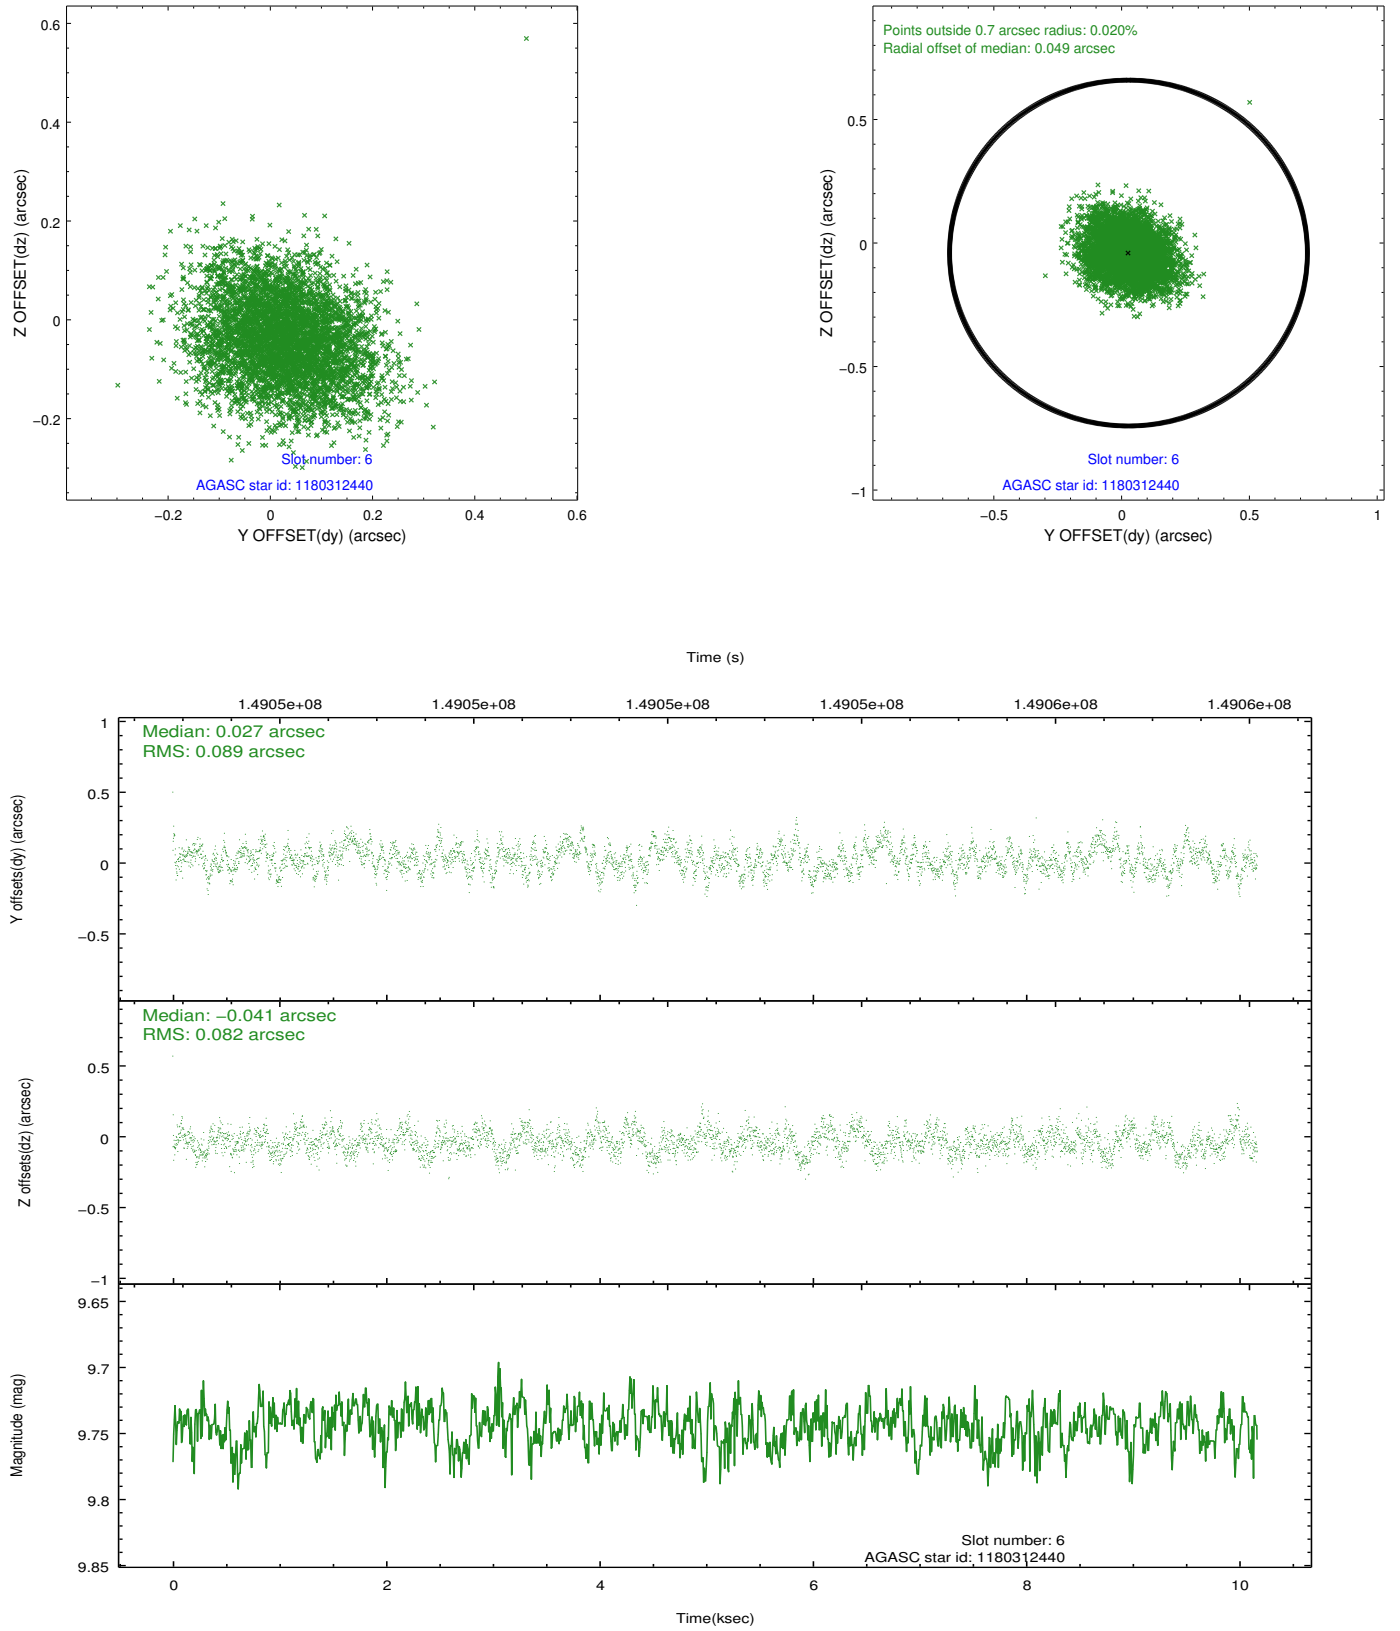 0.6
0.4
0.2
0
−0.2
Z OFFSET(dz) (arcsec)
Slot number: 6
AGASC star id: 1180312440
−0.2 0 0.2 0.4 0.6
Y OFFSET(dy) (arcsec)
Points outside 0.7 arcsec radius: 0.020%
Radial offset of median: 0.049 arcsec
0.5
0
−0.5
−1
Z OFFSET(dz) (arcsec)
Slot number: 6
AGASC star id: 1180312440
−0.5 0 0.5 1
Y OFFSET(dy) (arcsec)
Time (s)
1.4905e+08 1.4905e+08 1.4905e+08 1.4905e+08 1.4906e+08 1.4906e+08
Median: 0.027 arcsec
RMS: 0.089 arcsec
1
0.5
0
−0.5
Y offsets(dy) (arcsec)
Median: −0.041 arcsec
RMS: 0.082 arcsec
0.5
0
−0.5
−1
Z offsets(dz) (arcsec)
9.65
9.7
9.75
9.8
9.85
Magnitude (mag)
Slot number: 6
AGASC star id: 1180312440
0 2 4 6 8 10
Time(ksec)